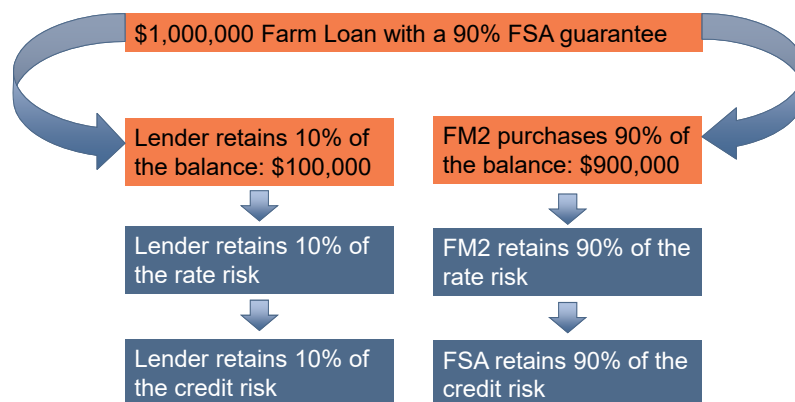 $1,000,000 Farm Loan with a 90% FSA guarantee
Lender retains 10% of
the balance: $100,000
FM2 purchases 90% of
the balance: $900,000
Lender retains 10% of
the rate risk
FM2 retains 90% of the
rate risk
Lender retains 10% of
the credit risk
FSA retains 90% of the
credit risk